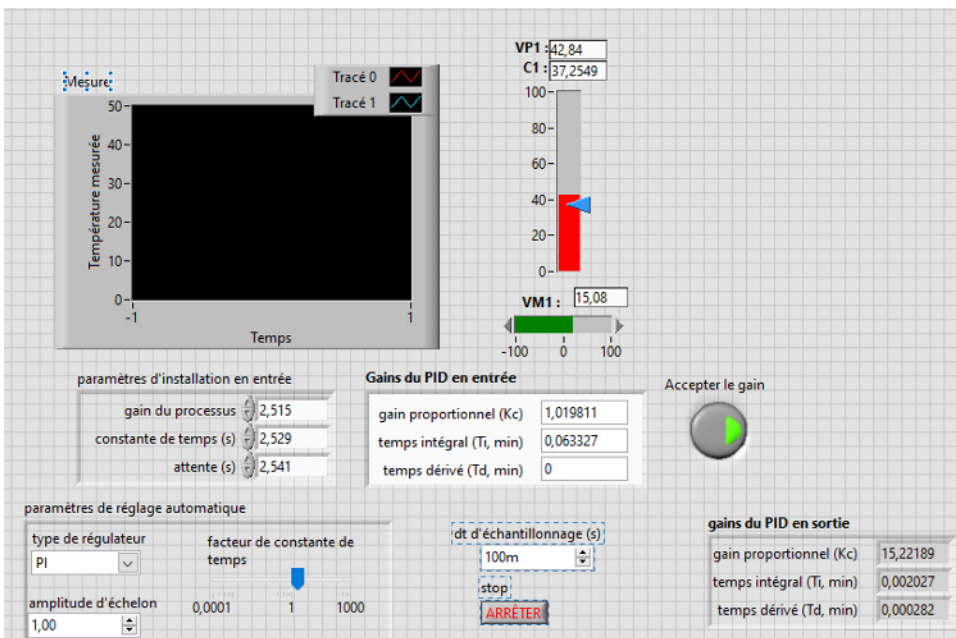 VP1 : 42,84
C1 : 37,2549
Mesure
Tracé 0
Tracé 1
Température mesurée
50
40
30
20
10
0
-1
1
Temps
100
80
60
40
20
0
VM1 : 15,08
-100 0 100
paramètres d'installation en entrée
gain du processus 2,515
constante de temps (s) 2,529
attente (s) 2,541
Gains du PID en entrée
gain proportionnel (Kc) 1,019811
temps intégral (Ti, min) 0,063327
temps dérivé (Td, min) 0
Accepter le gain
paramètres de réglage automatique
type de régulateur
PI
facteur de constante de
temps
0,0001 1 1000
amplitude d'échelon
1,00
dt d'échantillonnage (s)
100m
stop
ARRÊTER
gains du PID en sortie
gain proportionnel (Kc) 15,22189
temps intégral (Ti, min) 0,002027
temps dérivé (Td, min) 0,000282